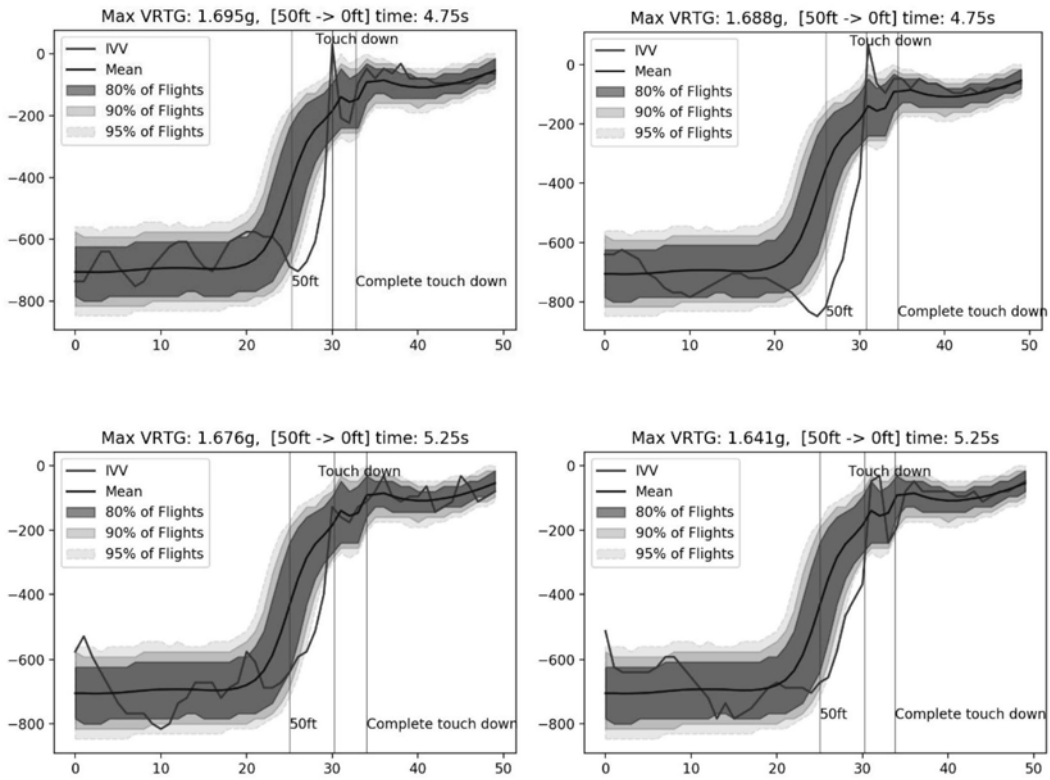 Max VRTG: 1.695g,  [50ft -> 0ft] time: 4.75s
Touch down
IVV
Mean
80% of Flights
90% of Flights
95% of Flights
0
−200
−400
−600
−800
50ft
Complete touch down
0 10 20 30 40 50
Max VRTG: 1.688g,  [50ft -> 0ft] time: 4.75s
Touch down
IVV
Mean
80% of Flights
90% of Flights
95% of Flights
0
−200
−400
−600
−800
50ft
Complete touch down
0 10 20 30 40 50
Max VRTG: 1.676g,  [50ft -> 0ft] time: 5.25s
Touch down
IVV
Mean
80% of Flights
90% of Flights
95% of Flights
0
−200
−400
−600
−800
50ft
Complete touch down
0 10 20 30 40 50
Max VRTG: 1.641g,  [50ft -> 0ft] time: 5.25s
Touch down
IVV
Mean
80% of Flights
90% of Flights
95% of Flights
0
−200
−400
−600
−800
50ft
Complete touch down
0 10 20 30 40 50